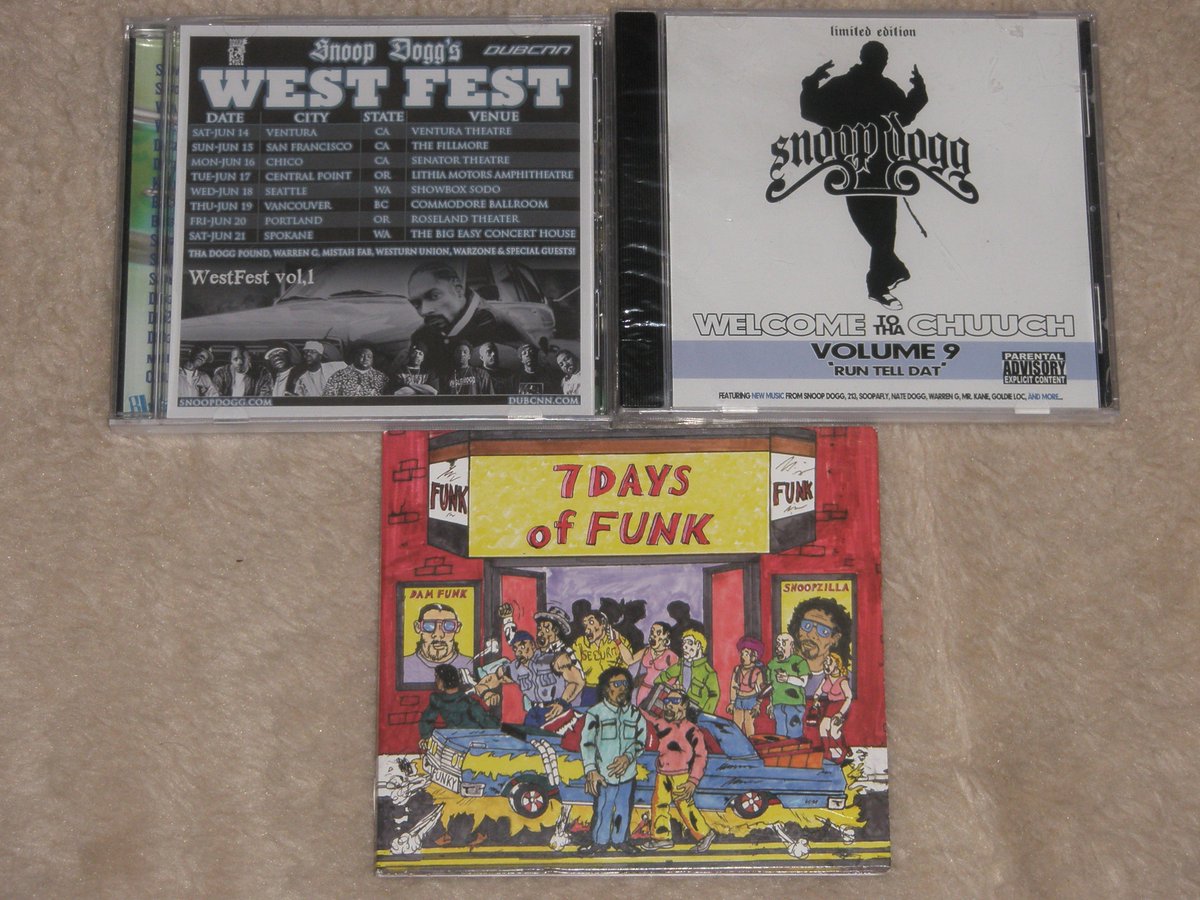 Snoop Dogg's
DUBCNN
WEST FEST
DATE CITY STATE VENUE
SAT-JUN 14 VENTURA CA VENTURA THEATRE
SUN-JUN 15 SAN FRANCISCO CA THE FILLMORE
MON-JUN 16 CHICO CA SENATOR THEATRE
TUE-JUN 17 CENTRAL POINT OR LITHIA MOTORS AMPHITHEATRE
WED-JUN 18 SEATTLE WA SHOWBOX SODO
THU-JUN 19 VANCOUVER BC COMMODORE BALLROOM
FRI-JUN 20 PORTLAND OR ROSELAND THEATER
SAT-JUN 21 SPOKANE WA THE BIG EASY CONCERT HOUSE
THA DOGG POUND, WARREN G, MISTAH FAB, WESTURN UNION, WARZONE & SPECIAL GUESTS!
WestFest vol,1
SNOOPDOGG.COM DUBCNN.COM
limited edition
snoop dogg
WELCOME TO THA CHUUCH
VOLUME 9
"RUN TELL DAT"
PARENTAL
ADVISORY
EXPLICIT CONTENT
FEATURING NEW MUSIC FROM SNOOP DOGG, 213, SOOPAFLY, NATE DOGG, WARREN G, MR. KANE, GOLDIE LOC, AND MORE...
7 DAYS
of FUNK
FUNK
FUNK
DAM FUNK
SNOOPZILLA
SECURIT
FUNKY